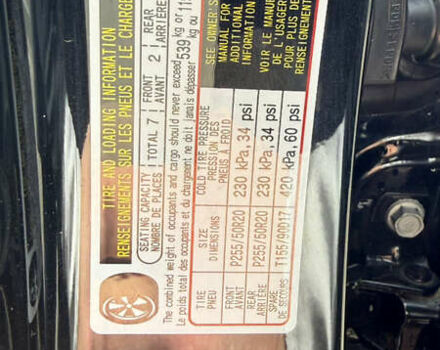 TIRE AND LOADING INFORMATION
RENSEIGNEMENTS SUR LES PNEUS ET LE CHARGE
SEATING CAPACITY
NOMBRE DE PLACES
TOTAL 7
FRONT
AVANT
2
REAR
ARRIÈRE
The combined weight of occupants and cargo should never exceed
Le poids total des occupants et du chargement ne doit jamais dépasser
539 kg or 11
kg ou
TIRE
PNEU
SIZE
DIMENSIONS
COLD TIRE PRESSURE
PRESSION DES
PNEUS À FROID
FRONT
AVANT
P255/50R20
230 kPa, 34 psi
REAR
ARRIÈRE
P255/50R20
230 kPa, 34 psi
SPARE
DE SECOURS
T155/90D17
420 kPa, 60 psi
SEE OWNER'S
MANUAL FOR
ADDITIONAL
INFORMATION
VOIR LE MANUE
DE L'USAGER
POUR PLUS DE
RENSEIGNEMENT